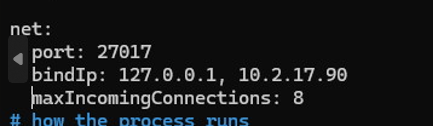 net:
  port: 27017
  bindIp: 127.0.0.1, 10.2.17.90
  maxIncomingConnections: 8
# how the process runs